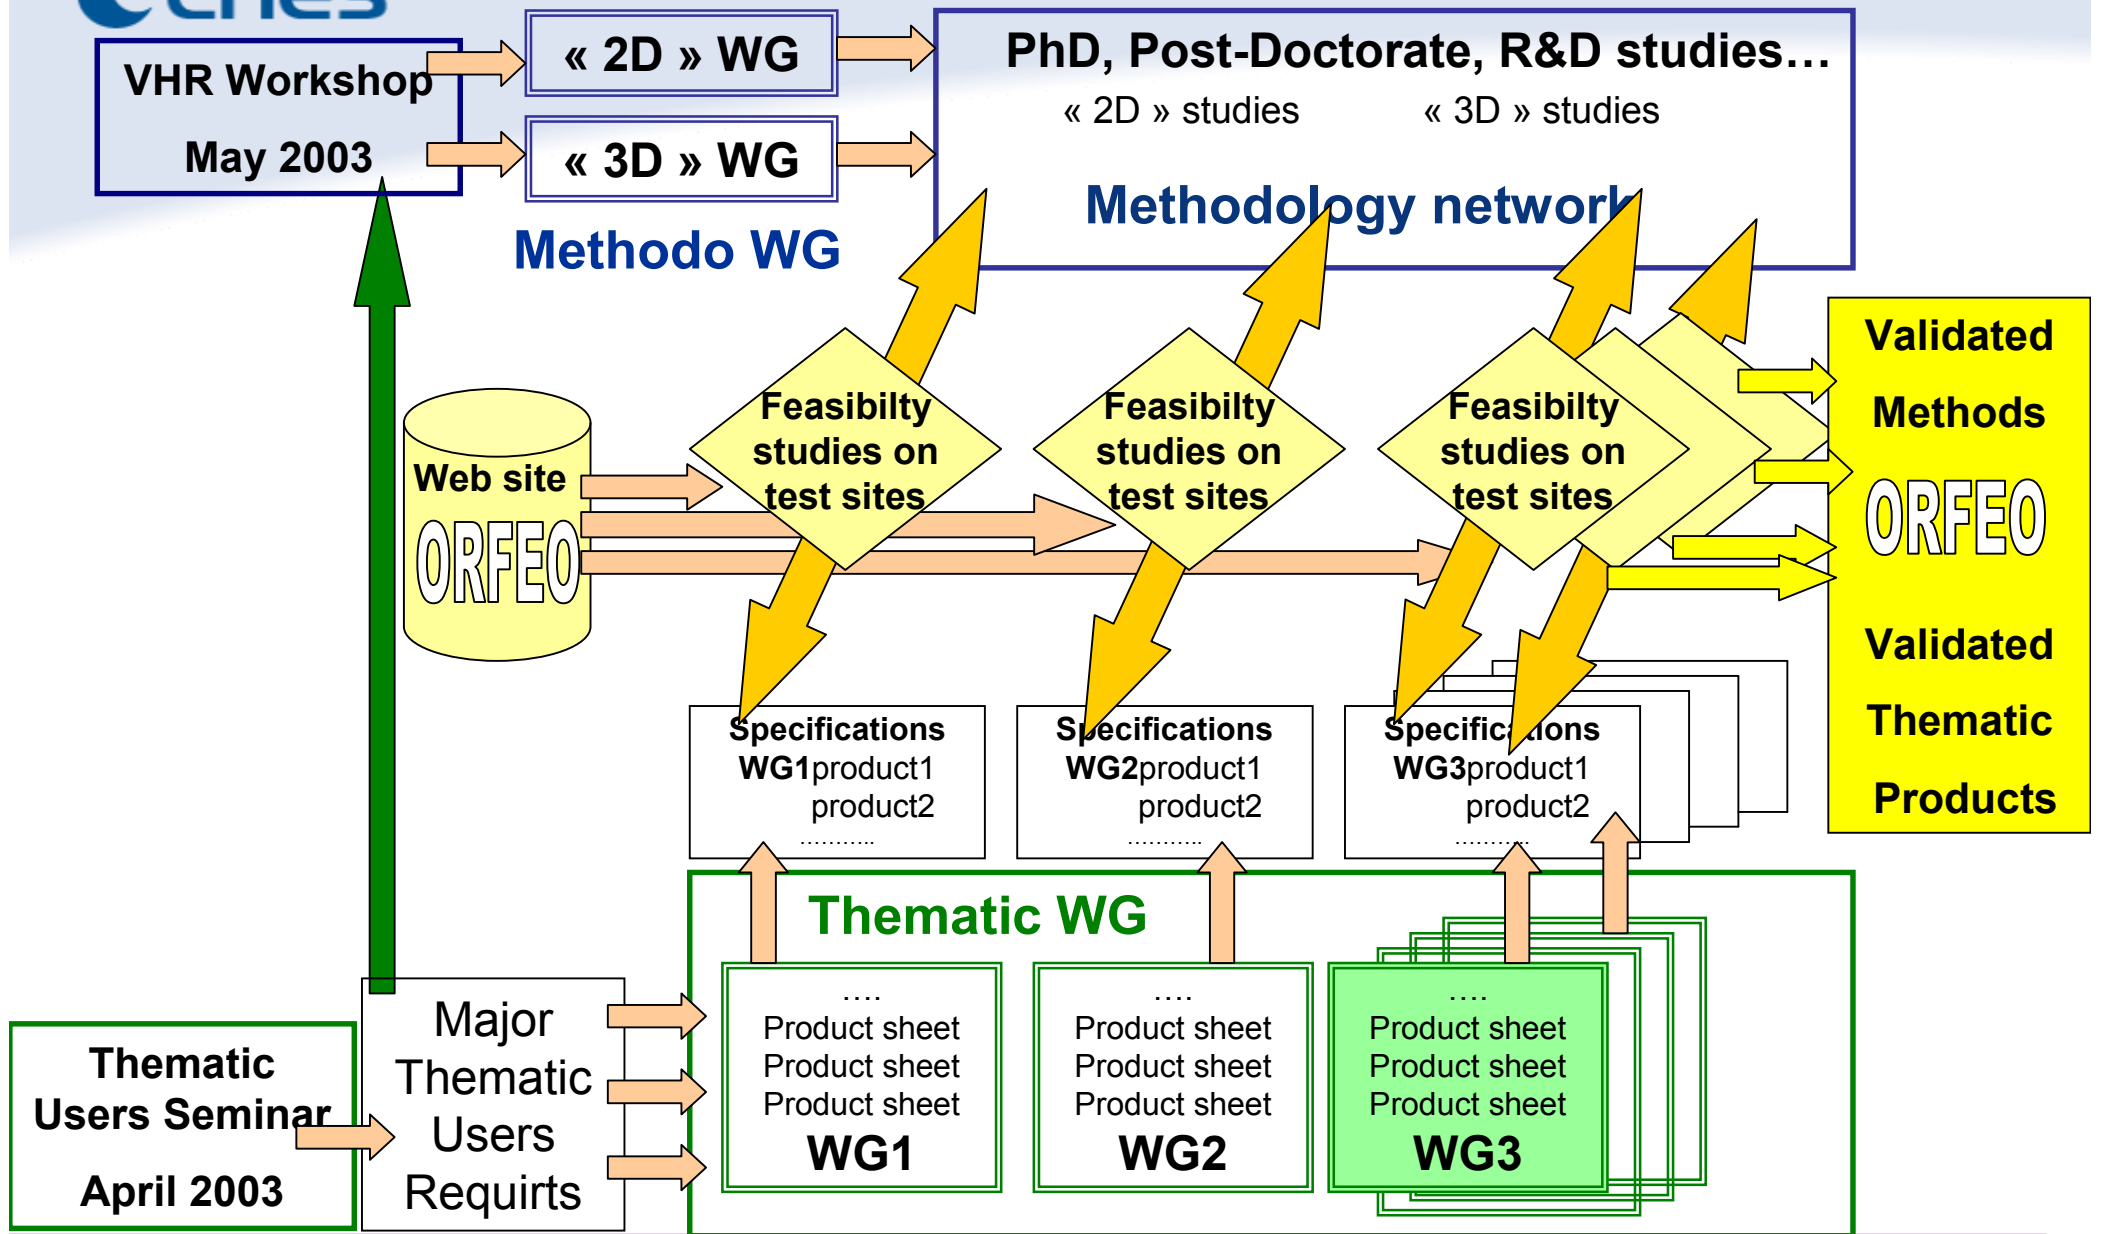 cnes
« 2D » WG
PhD, Post-Doctorate, R&D studies…
VHR Workshop
« 2D » studies
« 3D » studies
May 2003
« 3D » WG
Methodology network
Methodo WG
Validated
Methods
ORFEO
Validated
Thematic
Products
Feasibilty
studies on
test sites
Feasibilty
studies on
test sites
Feasibilty
studies on
test sites
Web site
ORFEO
Specifications
WG1product1
product2
………..
Specifications
WG2product1
product2
………..
Specifications
WG3product1
product2
………..
Thematic WG
Thematic
Users Seminar
April 2003
Major
Thematic
Users
Requirts
….
Product sheet
Product sheet
Product sheet
WG1
….
Product sheet
Product sheet
Product sheet
WG2
….
Product sheet
Product sheet
Product sheet
WG3